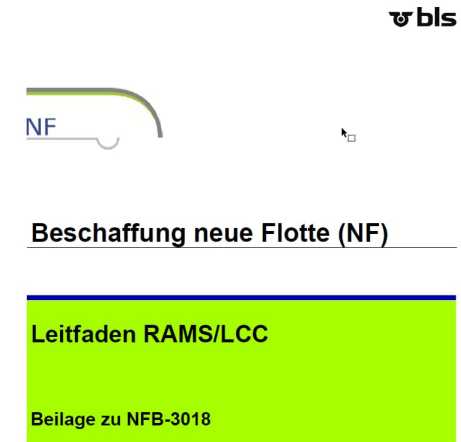 bls
NF
Beschaffung neue Flotte (NF)
Leitfaden RAMS/LCC
Beilage zu NFB-3018